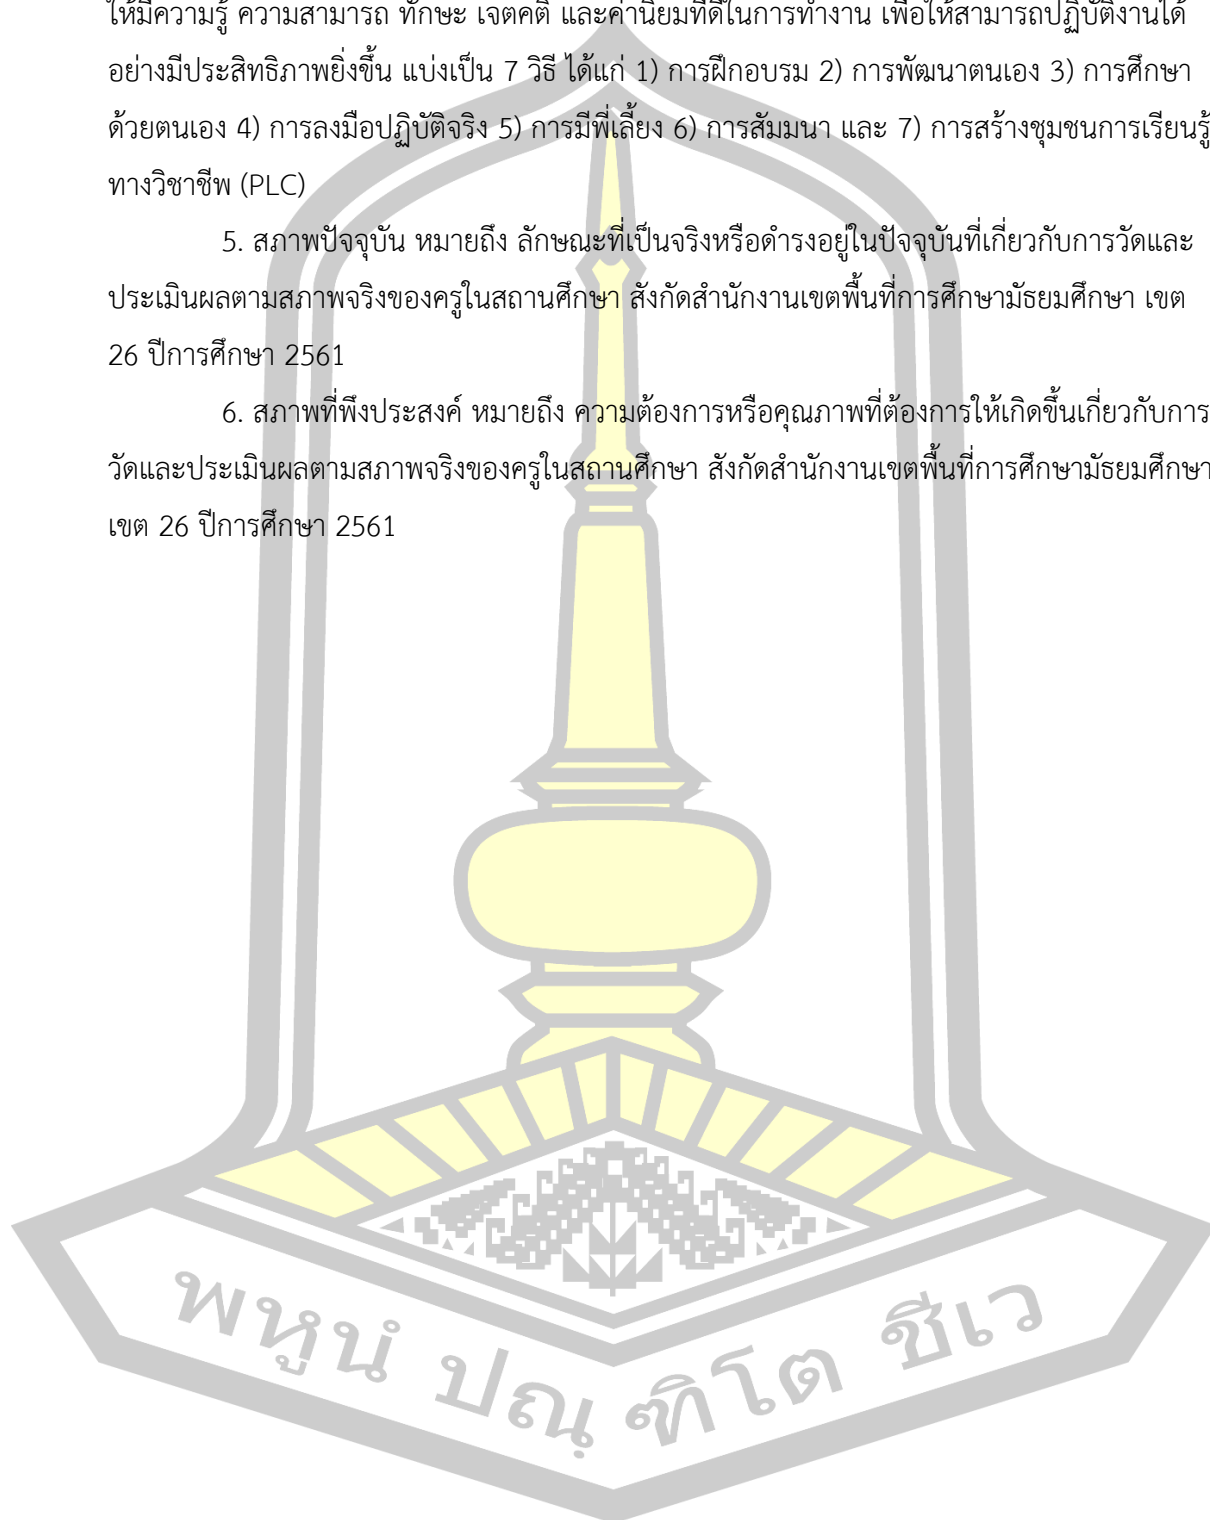 ให้มีความรู้ ความสามารถ ทักษะ เจตคติ และค่านิยมที่ดีในการทำงาน เพื่อให้สามารถปฏิบัติงานได้
อย่างมีประสิทธิภาพยิ่งขึ้น แบ่งเป็น 7 วิธี ได้แก่ 1) การฝึกอบรม 2) การพัฒนาตนเอง 3) การศึกษา
ด้วยตนเอง 4) การลงมือปฏิบัติจริง 5) การมีพี่เลี้ยง 6) การสัมมนา และ 7) การสร้างชุมชนการเรียนรู้
ทางวิชาชีพ (PLC)
5. สภาพปัจจุบัน หมายถึง ลักษณะที่เป็นจริงหรือดำรงอยู่ในปัจจุบันที่เกี่ยวกับการวัดและ
ประเมินผลตามสภาพจริงของครูในสถานศึกษา สังกัดสำนักงานเขตพื้นที่การศึกษามัธยมศึกษา เขต
26 ปีการศึกษา 2561
6. สภาพที่พึงประสงค์ หมายถึง ความต้องการหรือคุณภาพที่ต้องการให้เกิดขึ้นเกี่ยวกับการ
วัดและประเมินผลตามสภาพจริงของครูในสถานศึกษา สังกัดสำนักงานเขตพื้นที่การศึกษามัธยมศึกษา
เขต 26 ปีการศึกษา 2561
พหูนํ ปณฺ ฑิโต ชีเว